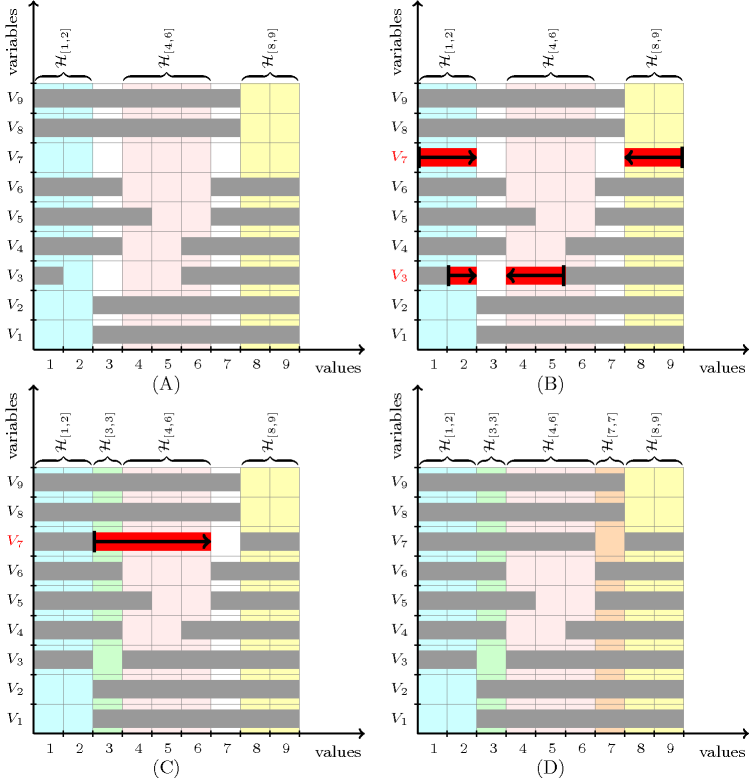 variables
ℋ[1,2]
ℋ[4,6]
ℋ[8,9]
V9
V8
V7
V6
V5
V4
V3
V2
V1
1 2 3 4 5 6 7 8 9
values
(A)
variables
ℋ[1,2]
ℋ[4,6]
ℋ[8,9]
V9
V8
V7
V6
V5
V4
V3
V2
V1
1 2 3 4 5 6 7 8 9
values
(B)
variables
ℋ[1,2]
ℋ[3,3]
ℋ[4,6]
ℋ[8,9]
V9
V8
V7
V6
V5
V4
V3
V2
V1
1 2 3 4 5 6 7 8 9
values
(C)
variables
ℋ[1,2]
ℋ[3,3]
ℋ[4,6]
ℋ[7,7]
ℋ[8,9]
V9
V8
V7
V6
V5
V4
V3
V2
V1
1 2 3 4 5 6 7 8 9
values
(D)